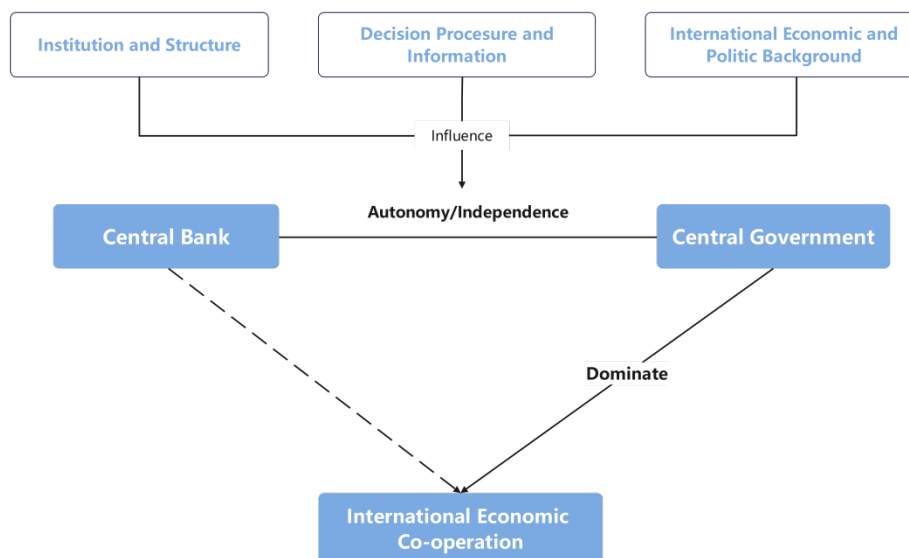 Institution and Structure
Decision Procesure and
Information
International Economic and
Politic Background
Influence
Autonomy/Independence
Central Bank
Central Government
Dominate
International Economic
Co-operation